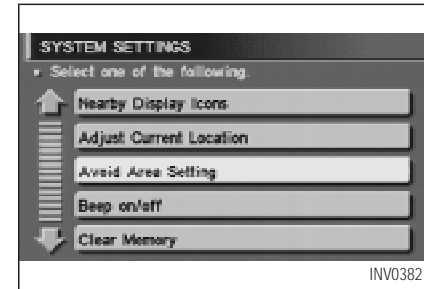 SYSTEM SETTINGS
▪ Select one of the following.
Nearby Display Icons
Adjust Current Location
Avoid Area Setting
Beep on/off
Clear Memory
INV0382